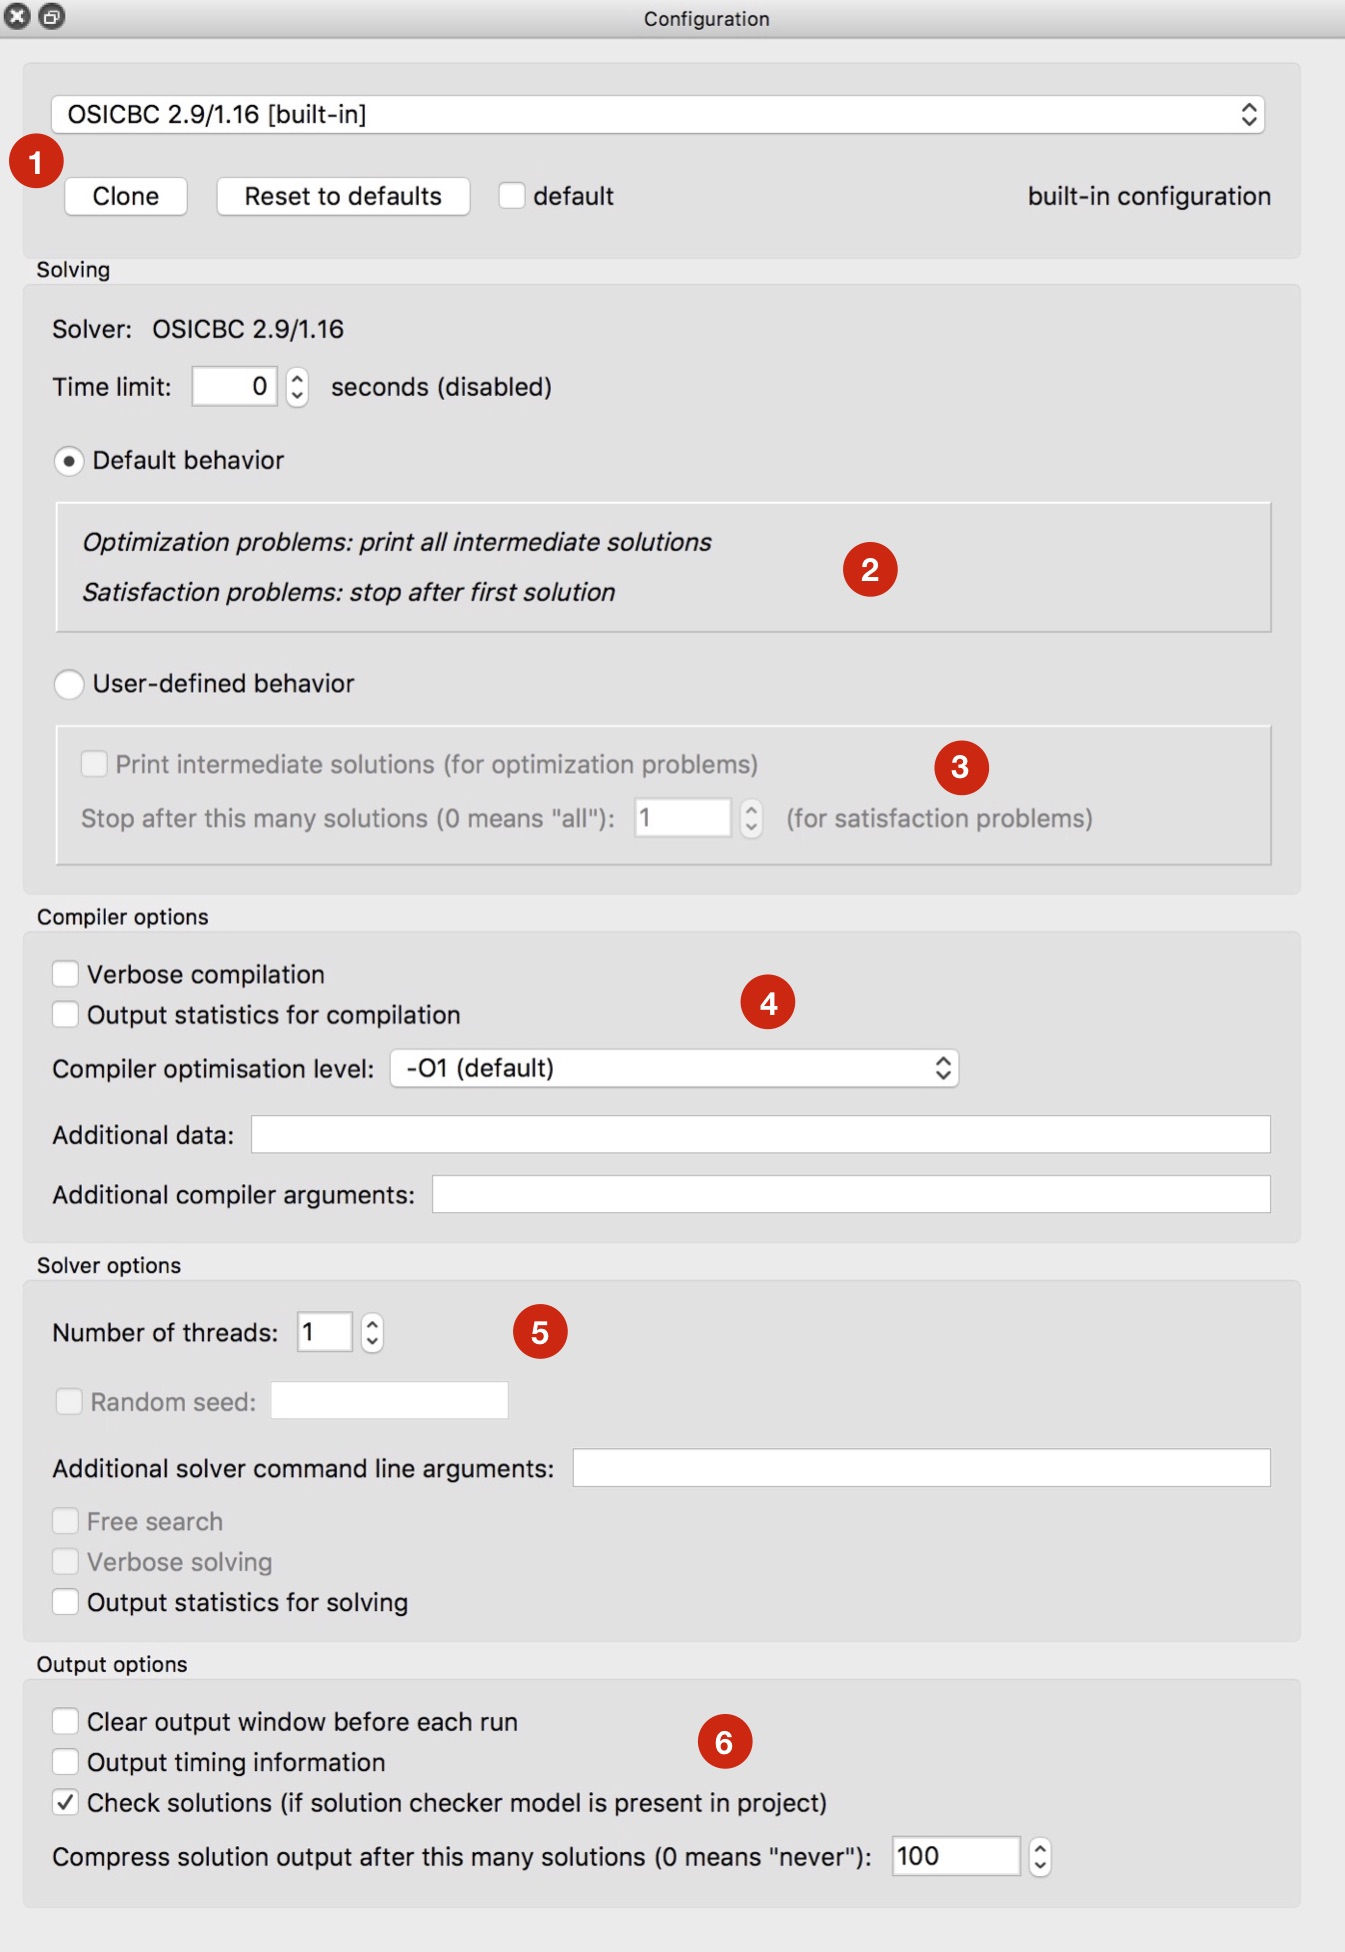 Configuration
OSICBC 2.9/1.16 [built-in]
1
Clone Reset to defaults default built-in configuration
Solving
Solver: OSICBC 2.9/1.16
Time limit: 0 seconds (disabled)
Default behavior
Optimization problems: print all intermediate solutions
2
Satisfaction problems: stop after first solution
User-defined behavior
Print intermediate solutions (for optimization problems) 3
Stop after this many solutions (0 means "all"): 1 (for satisfaction problems)
Compiler options
Verbose compilation
4
Output statistics for compilation
Compiler optimisation level: -O1 (default)
Additional data:
Additional compiler arguments:
Solver options
Number of threads: 1 5
Random seed:
Additional solver command line arguments:
Free search
Verbose solving
Output statistics for solving
Output options
Clear output window before each run
6
Output timing information
Check solutions (if solution checker model is present in project)
Compress solution output after this many solutions (0 means "never"): 100